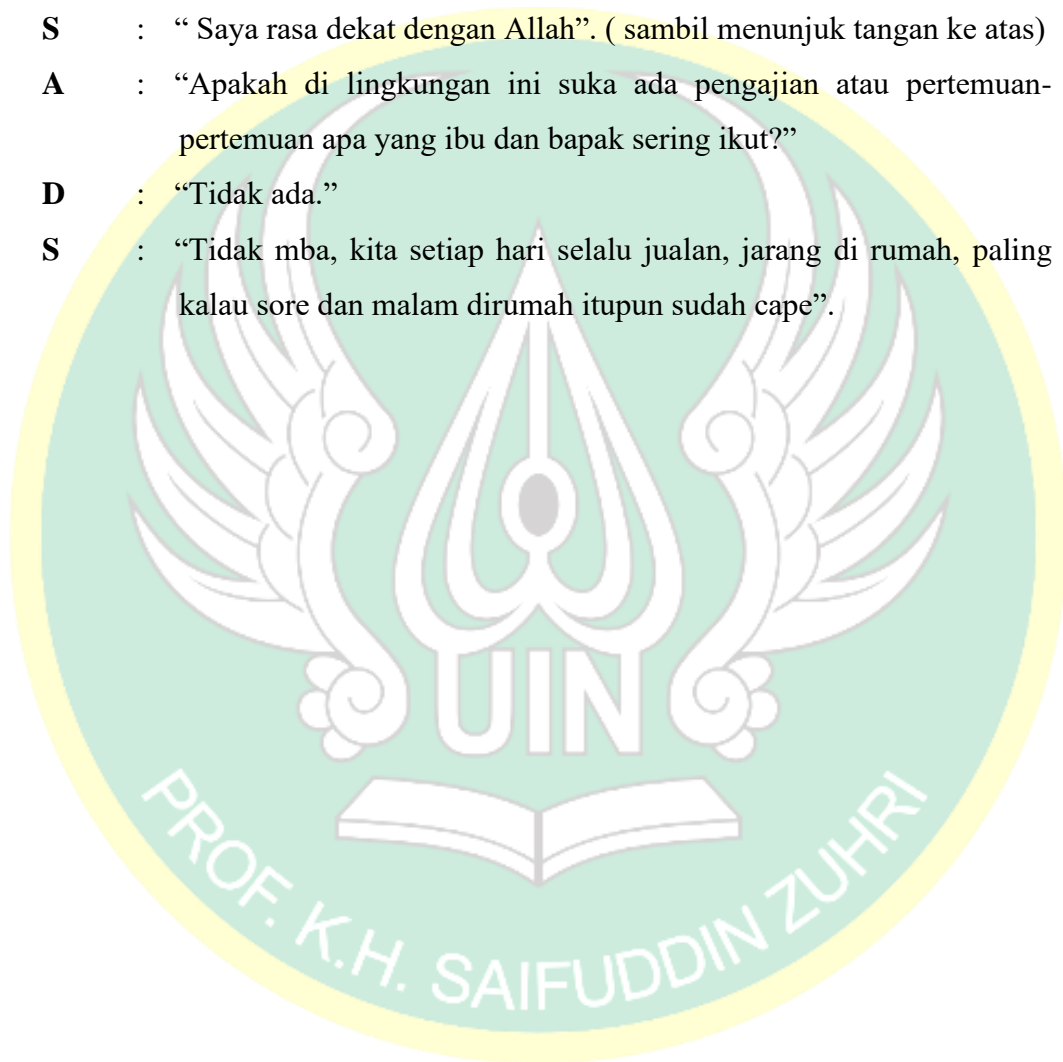 S : “ Saya rasa dekat dengan Allah”. ( sambil menunjuk tangan ke atas)
A : “Apakah di lingkungan ini suka ada pengajian atau pertemuan-
pertemuan apa yang ibu dan bapak sering ikut?”
D : “Tidak ada.”
S : “Tidak mba, kita setiap hari selalu jualan, jarang di rumah, paling
kalau sore dan malam dirumah itupun sudah cape”.
UIN
PROF. K.H. SAIFUDDIN ZUHRI